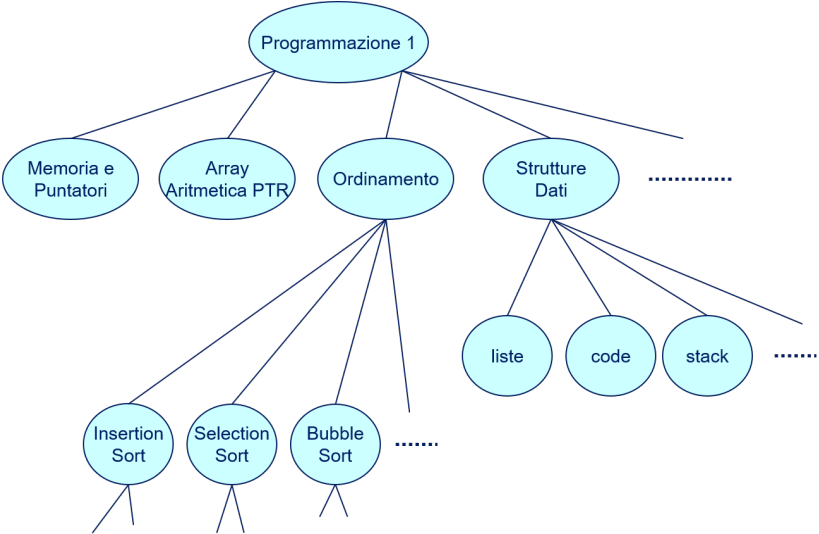 Programmazione 1
Memoria e
Puntatori
Array
Aritmetica PTR
Ordinamento
Strutture
Dati
liste
code
stack
Insertion
Sort
Selection
Sort
Bubble
Sort